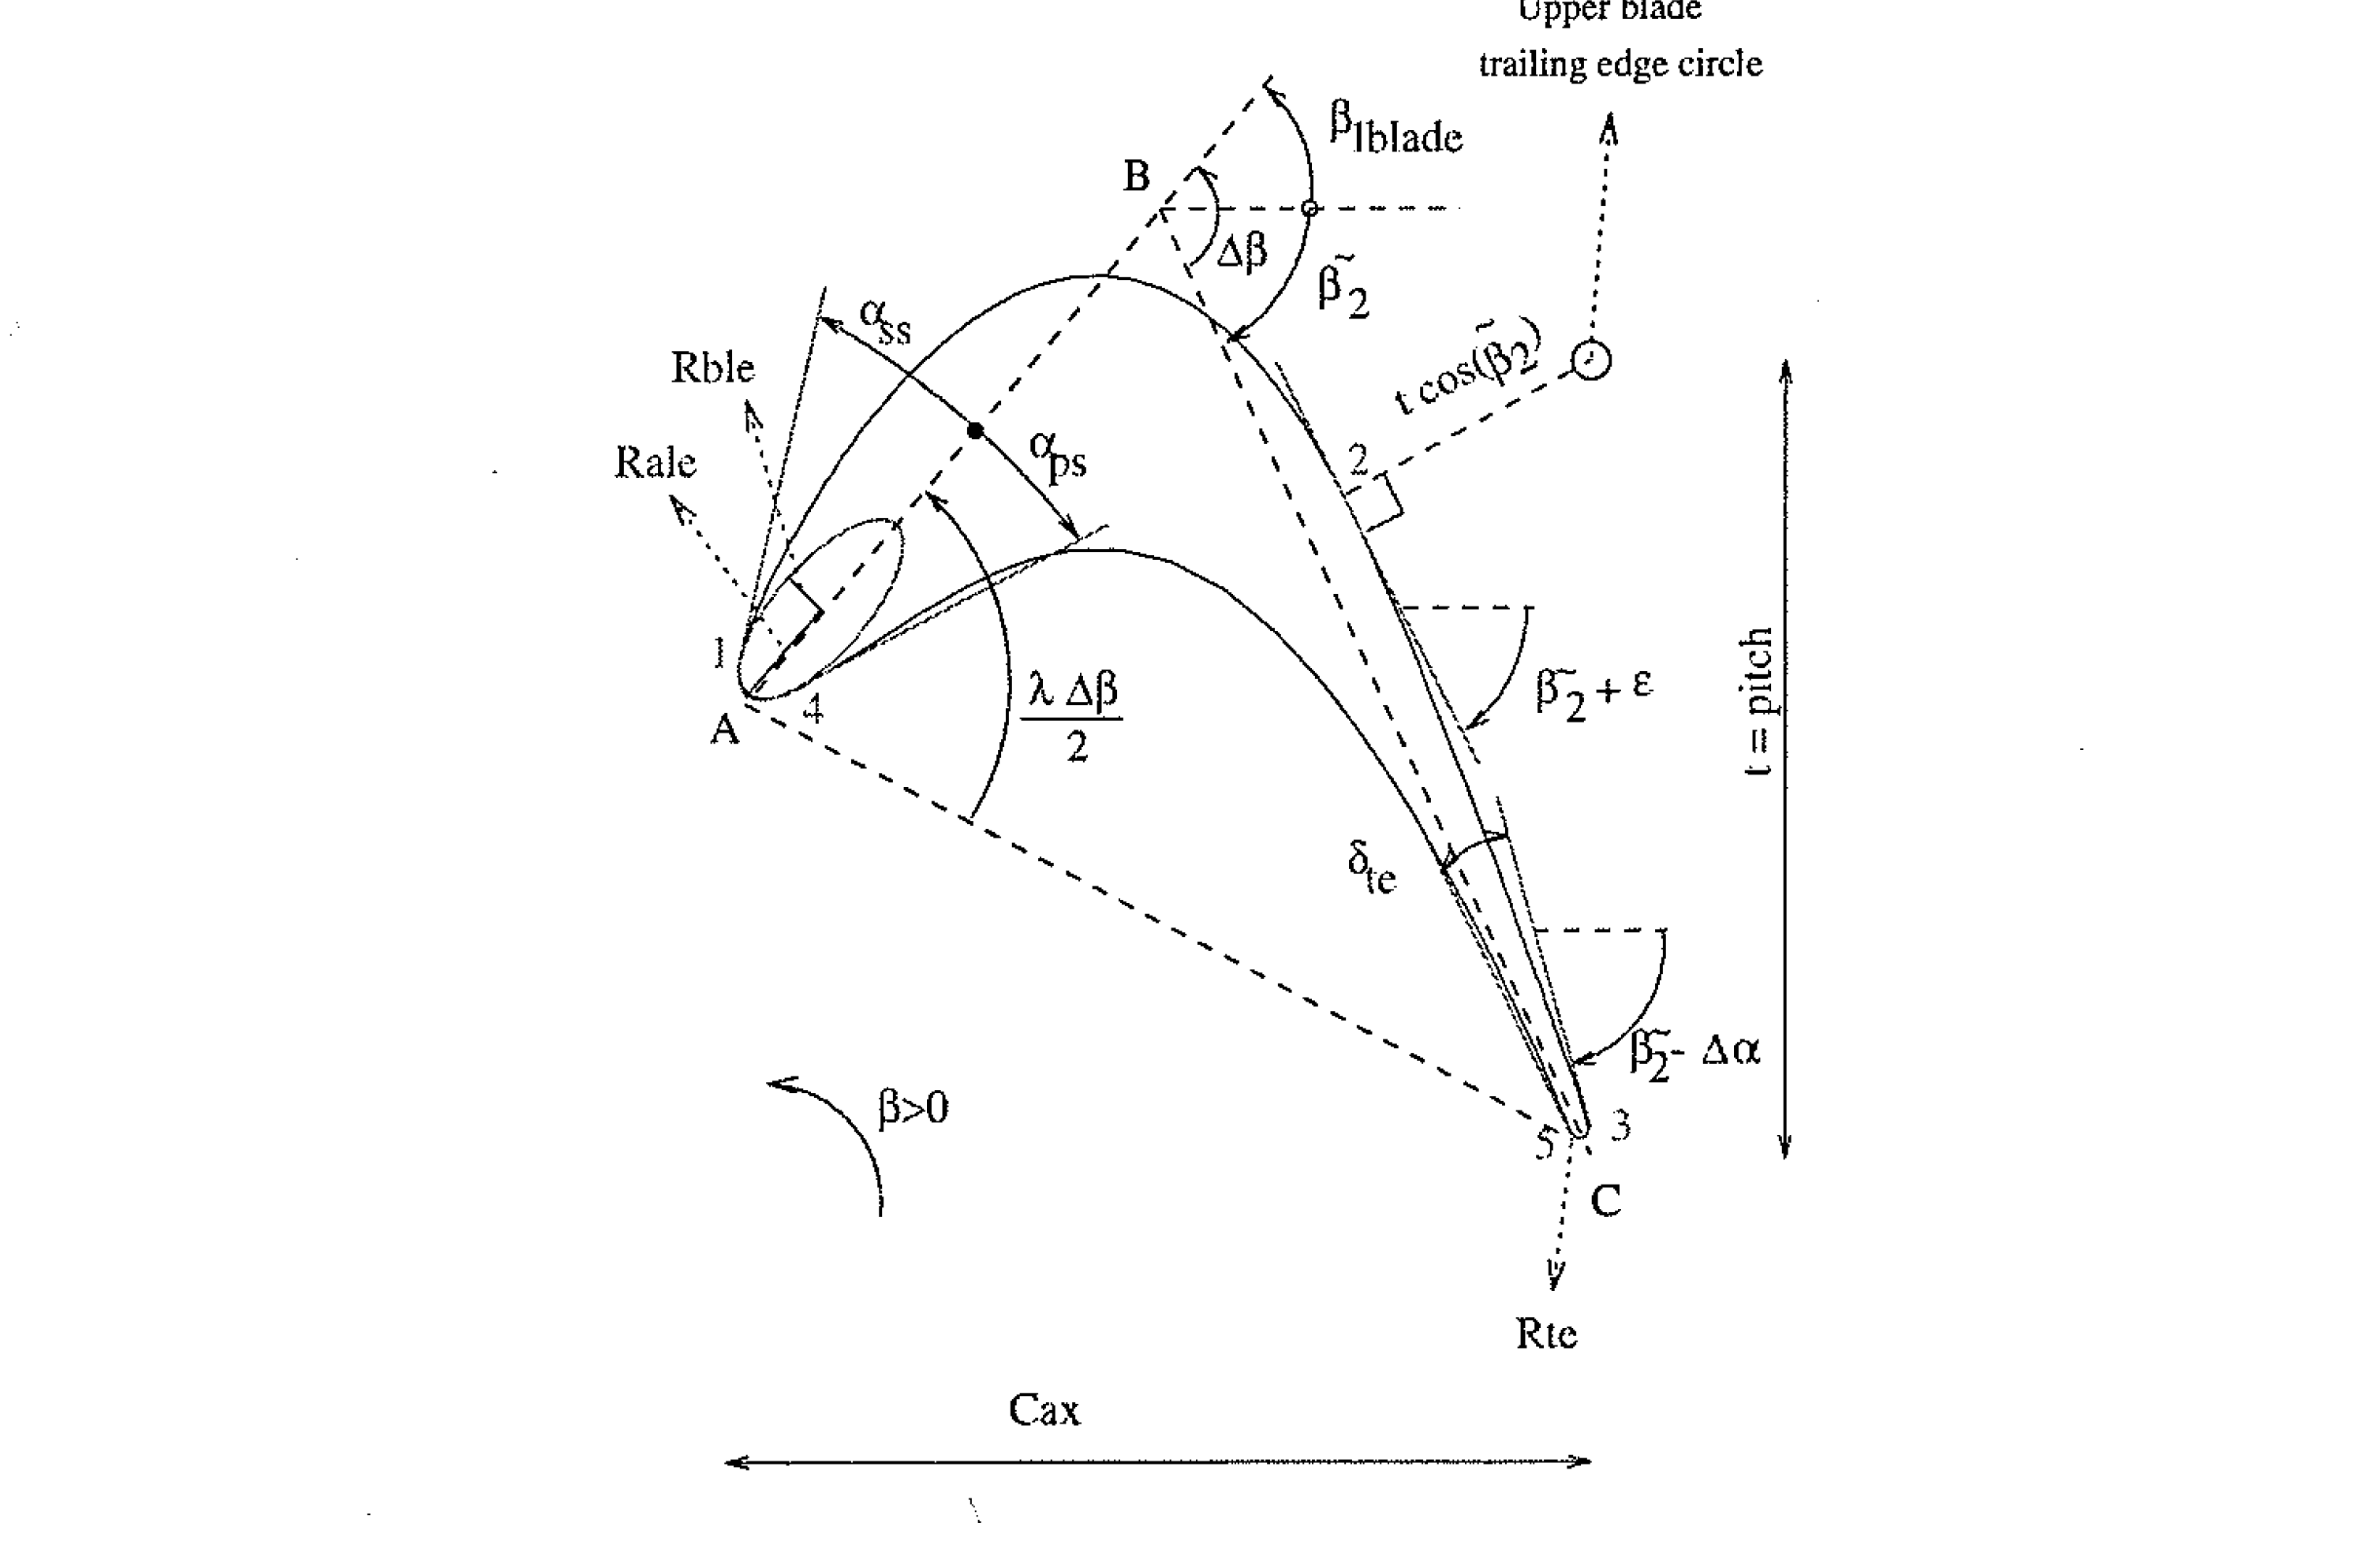 Upper blade
trailing edge circle
β1blade
B
Δβ
β̃2
αss
t cos(β̃2)
Rble
αps
Rale
2
1
4
A
λ Δβ
2
β̃2 + ε
t = pitch
δte
β̃2 - Δα
β>0
5
3
C
Rte
Cax